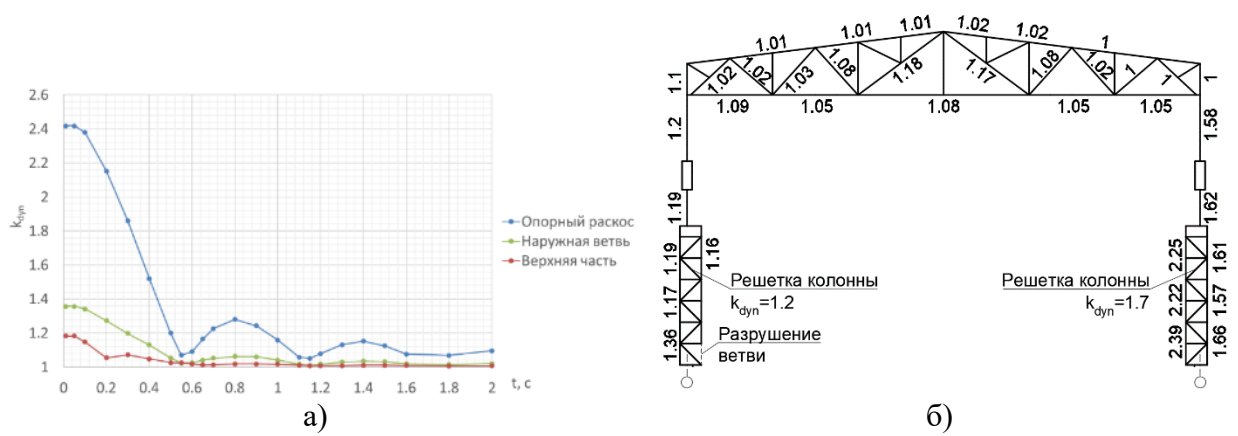 2.6
2.4
2.2
2
1.8
1.6
1.4
1.2
1
k_dyn
0 0.2 0.4 0.6 0.8 1 1.2 1.4 1.6 1.8 2
t, с
Опорный раскос
Наружная ветвь
Верхняя часть
а)
1.01 1.01 1.01 1.02 1.02 1
1.1 1.02 1.02 1.03 1.08 1.18 1.17 1.08 1.02 1 1 1
1.09 1.05 1.08 1.05 1.05
1.2 1.58
1.19 1.62
1.19 1.16 2.25 1.61
Решетка колонны
k_dyn=1.2
Решетка колонны
k_dyn=1.7
1.17 2.22 1.57
Разрушение
ветви
1.36 2.39 1.66
б)